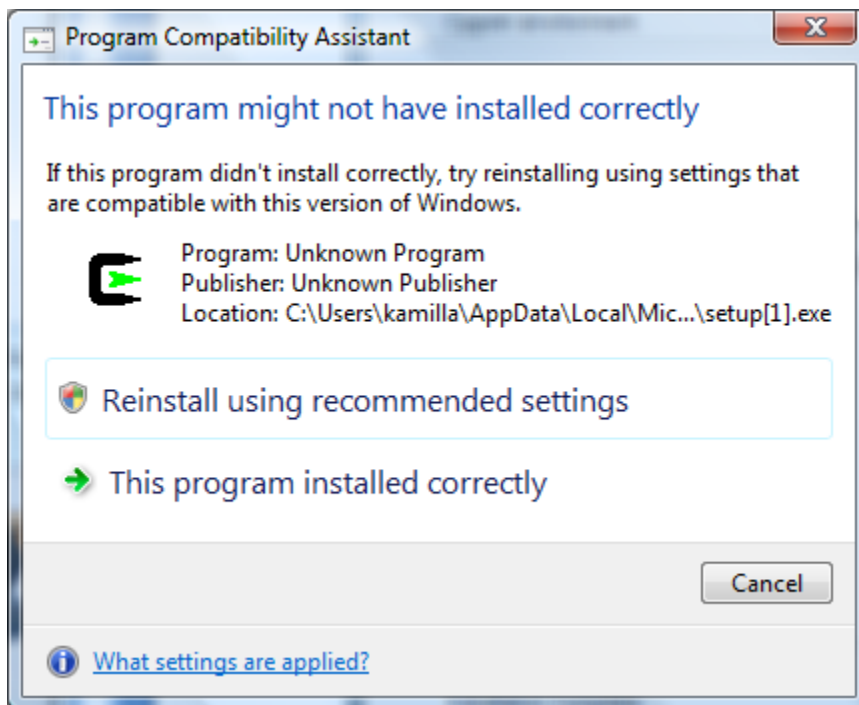 Program Compatibility Assistant
This program might not have installed correctly
If this program didn't install correctly, try reinstalling using settings that
are compatible with this version of Windows.
Program: Unknown Program
Publisher: Unknown Publisher
Location: C:\Users\kamilla\AppData\Local\Mic...\setup[1].exe
Reinstall using recommended settings
This program installed correctly
Cancel
What settings are applied?